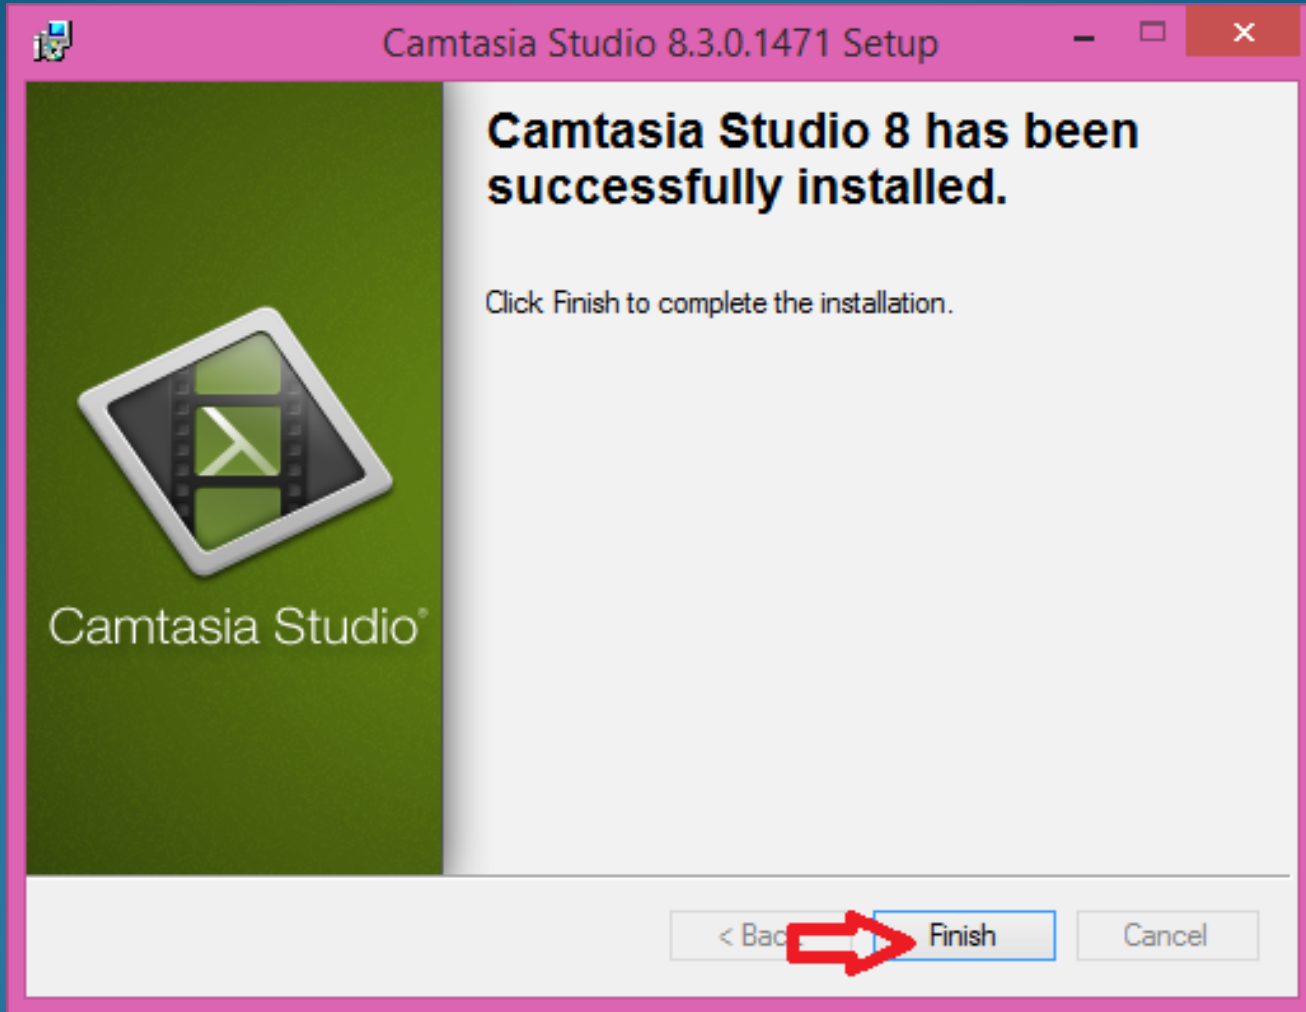 Camtasia Studio 8.3.0.1471 Setup
Camtasia Studio 8 has been
successfully installed.
Click Finish to complete the installation.
Camtasia Studio®
< Back
Finish
Cancel